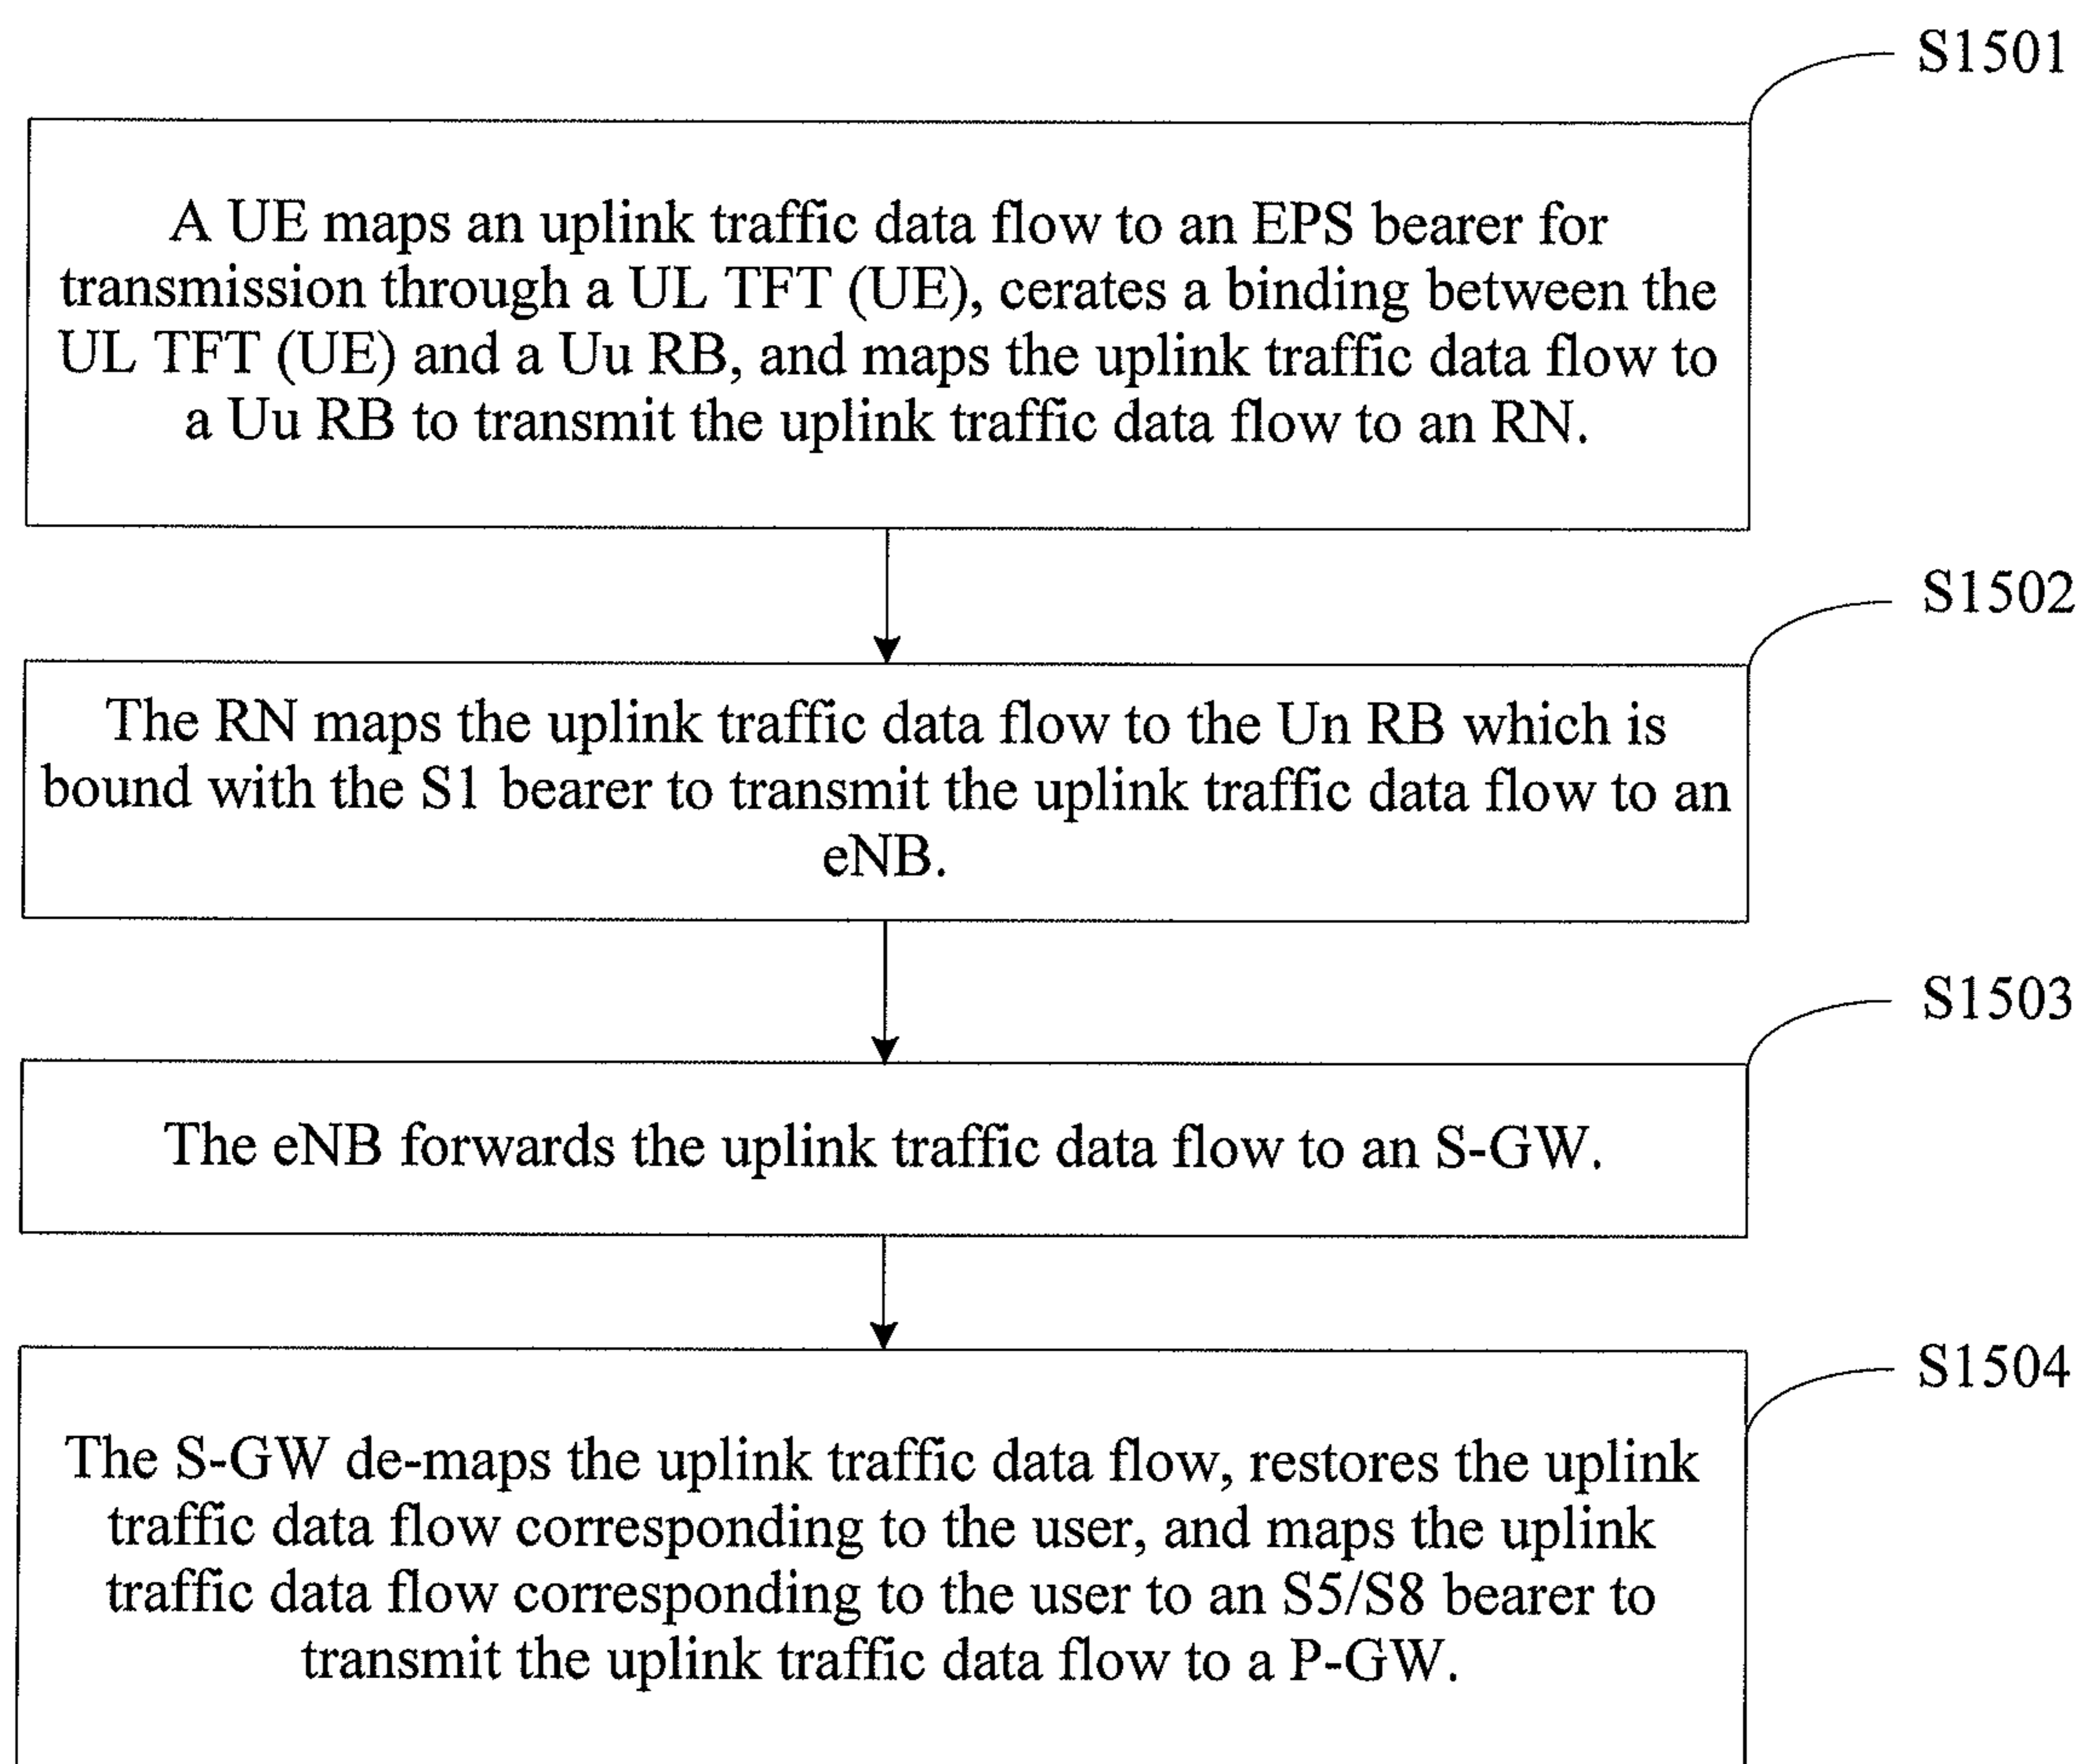 S1501
A UE maps an uplink traffic data flow to an EPS bearer for
transmission through a UL TFT (UE), cerates a binding between the
UL TFT (UE) and a Uu RB, and maps the uplink traffic data flow to
a Uu RB to transmit the uplink traffic data flow to an RN.
S1502
The RN maps the uplink traffic data flow to the Un RB which is
bound with the S1 bearer to transmit the uplink traffic data flow to an
eNB.
S1503
The eNB forwards the uplink traffic data flow to an S-GW.
S1504
The S-GW de-maps the uplink traffic data flow, restores the uplink
traffic data flow corresponding to the user, and maps the uplink
traffic data flow corresponding to the user to an S5/S8 bearer to
transmit the uplink traffic data flow to a P-GW.